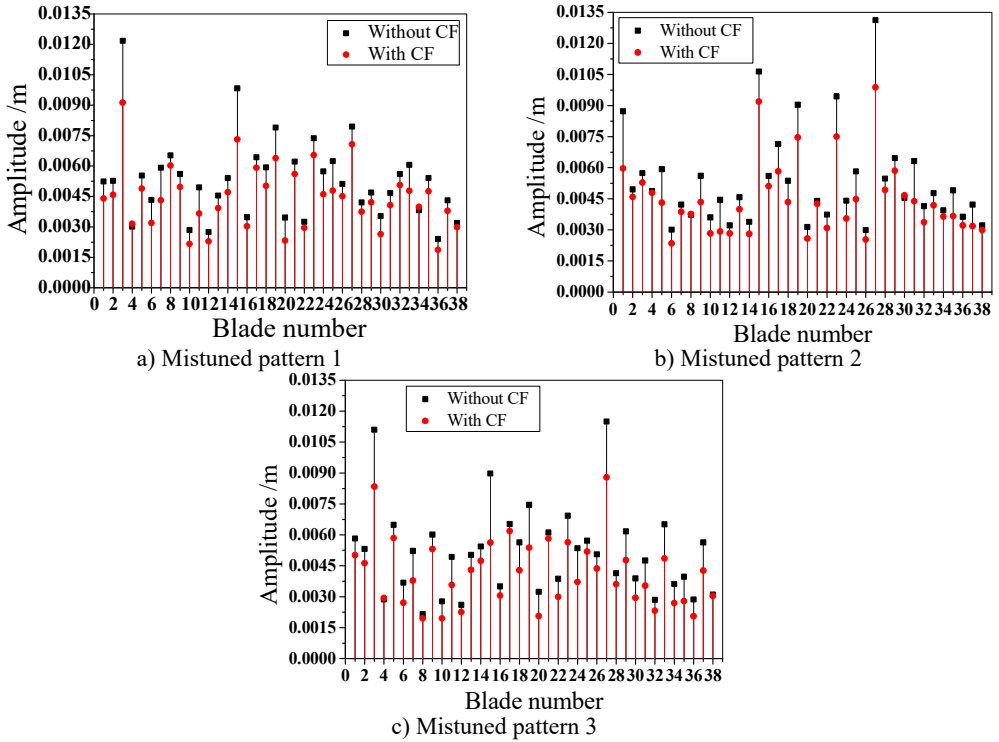 0.0135
0.0120
0.0105
0.0090
0.0075
0.0060
0.0045
0.0030
0.0015
0.0000
Amplitude /m
Without CF
With CF
0 2 4 6 8 10 12 14 16 18 20 22 24 26 28 30 32 34 36 38
Blade number
a) Mistuned pattern 1
0.0135
0.0120
0.0105
0.0090
0.0075
0.0060
0.0045
0.0030
0.0015
0.0000
Amplitude /m
Without CF
With CF
0 2 4 6 8 10 12 14 16 18 20 22 24 26 28 30 32 34 36 38
Blade number
b) Mistuned pattern 2
0.0135
0.0120
0.0105
0.0090
0.0075
0.0060
0.0045
0.0030
0.0015
0.0000
Amplitude /m
Without CF
With CF
0 2 4 6 8 10 12 14 16 18 20 22 24 26 28 30 32 34 36 38
Blade number
c) Mistuned pattern 3